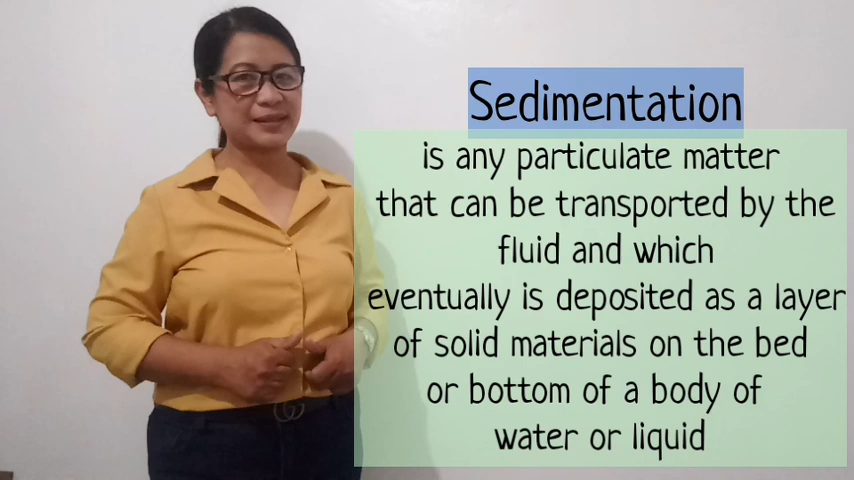 Sedimentation
is any particulate matter
that can be transported by the
fluid and which
eventually is deposited as a layer
of solid materials on the bed
or bottom of a body of
water or liquid